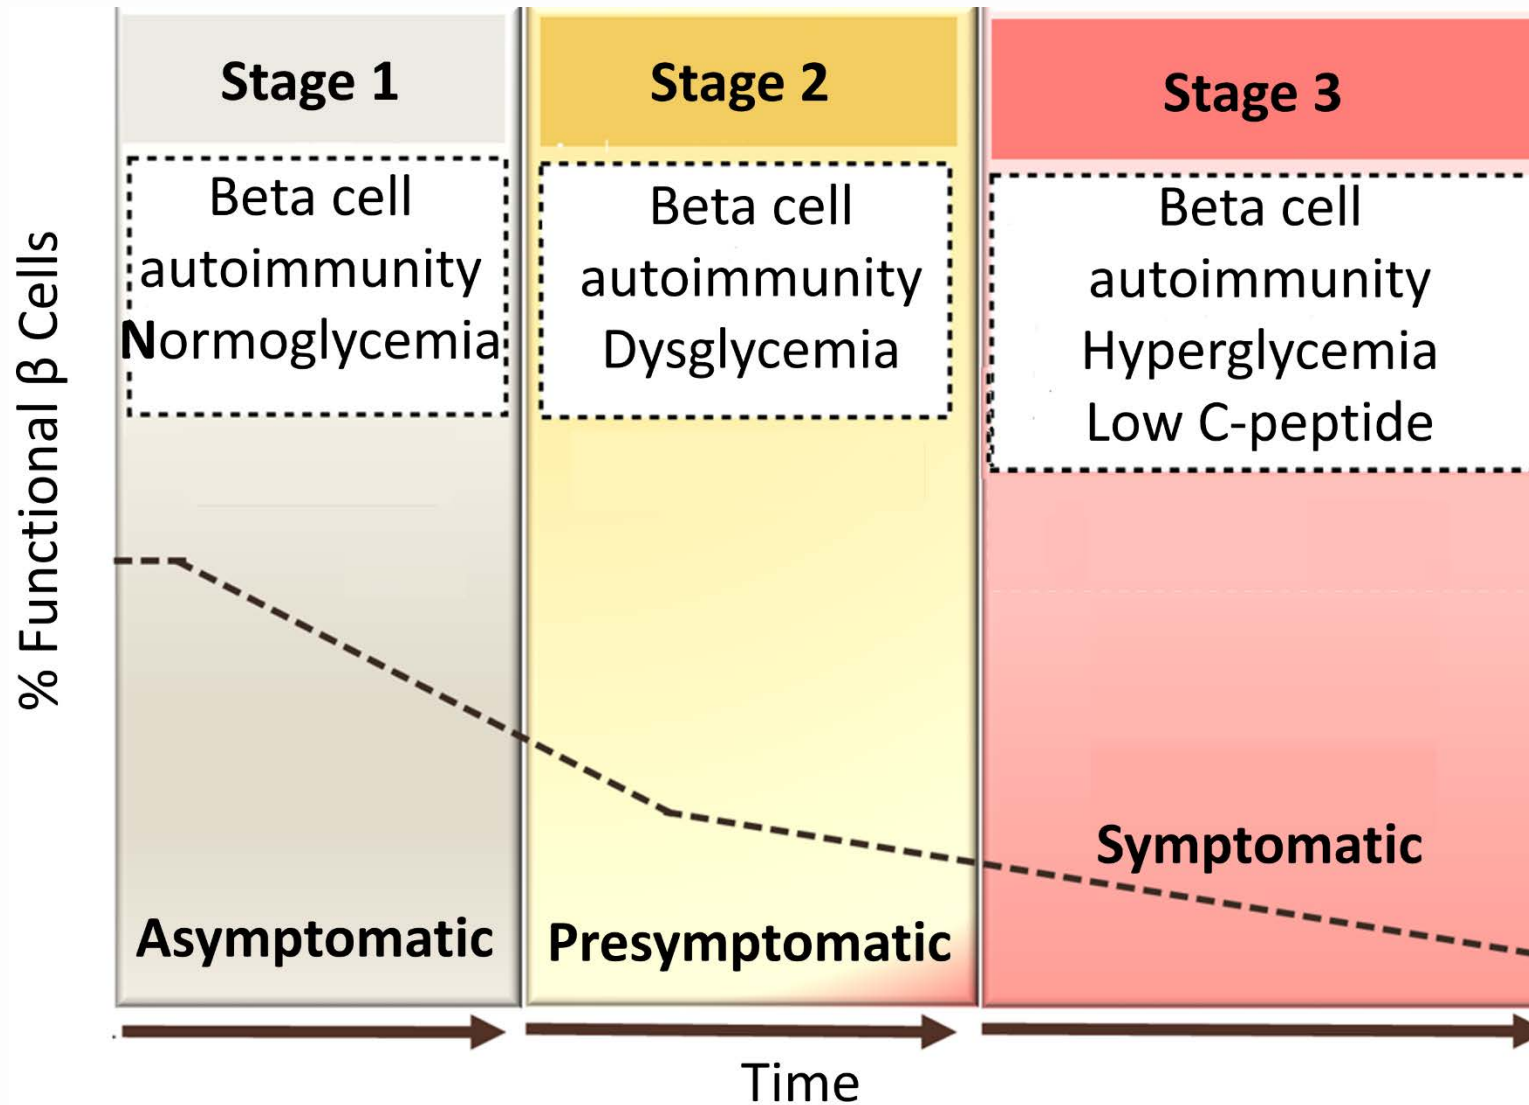 Stage 1
Stage 2
Stage 3
Beta cell
autoimmunity
Normoglycemia
Beta cell
autoimmunity
Dysglycemia
Beta cell
autoimmunity
Hyperglycemia
Low C-peptide
% Functional β Cells
Asymptomatic
Presymptomatic
Symptomatic
Time